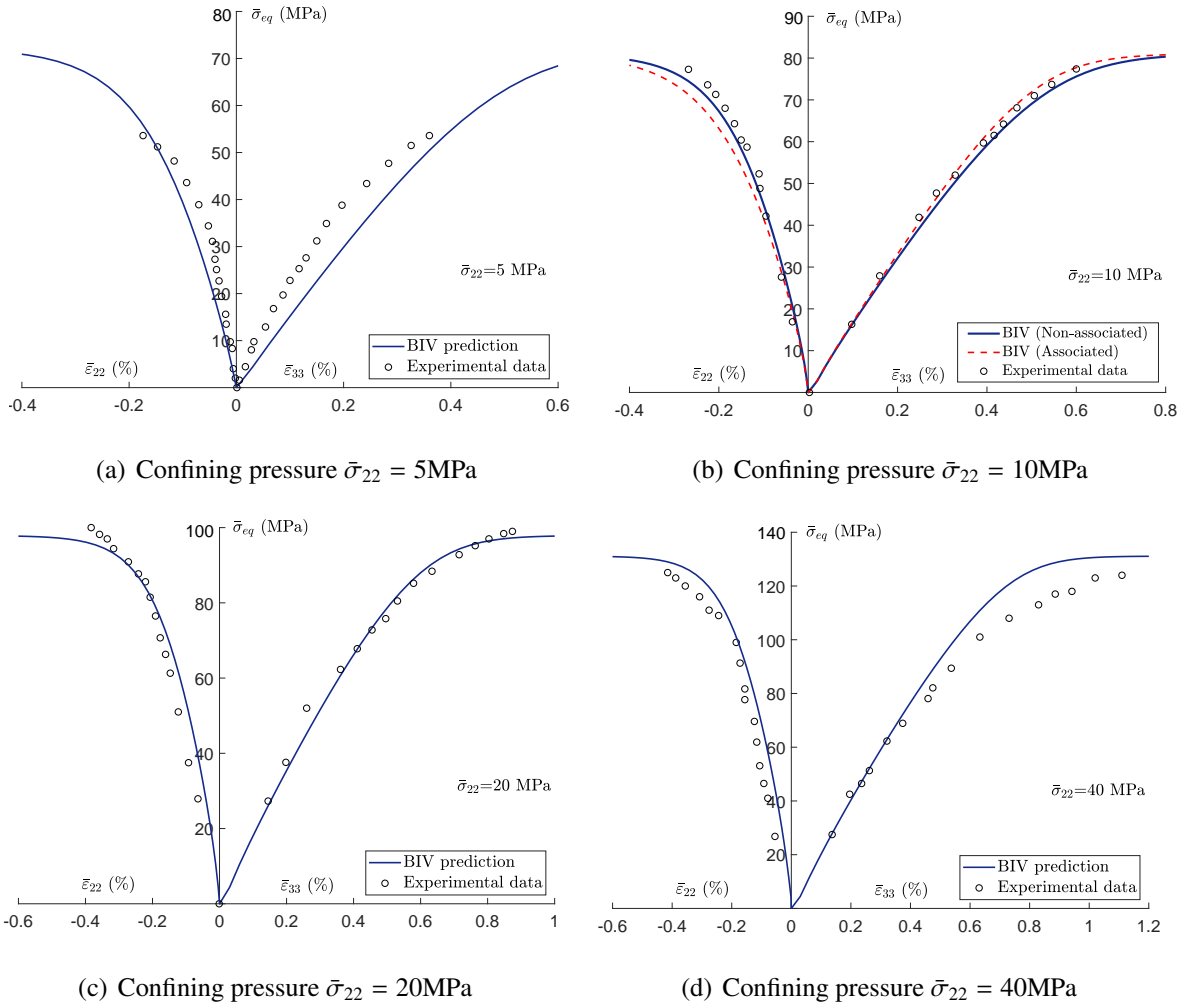 σ̄eq (MPa)
80
70
60
50
40
30
20
10
σ̄22=5 MPa
BIV prediction
Experimental data
ε̄22 (%)
ε̄33 (%)
-0.4 -0.2 0 0.2 0.4 0.6
(a) Confining pressure σ̄22 = 5MPa
σ̄eq (MPa)
90
80
70
60
50
40
30
20
10
σ̄22=10 MPa
BIV (Non-associated)
BIV (Associated)
Experimental data
ε̄22 (%)
ε̄33 (%)
-0.4 -0.2 0 0.2 0.4 0.6 0.8
(b) Confining pressure σ̄22 = 10MPa
σ̄eq (MPa)
100
80
60
40
20
σ̄22=20 MPa
BIV prediction
Experimental data
ε̄22 (%)
ε̄33 (%)
-0.6 -0.4 -0.2 0 0.2 0.4 0.6 0.8 1
(c) Confining pressure σ̄22 = 20MPa
σ̄eq (MPa)
140
120
100
80
60
40
20
σ̄22=40 MPa
BIV prediction
Experimental data
ε̄22 (%)
ε̄33 (%)
-0.6 -0.4 -0.2 0 0.2 0.4 0.6 0.8 1 1.2
(d) Confining pressure σ̄22 = 40MPa